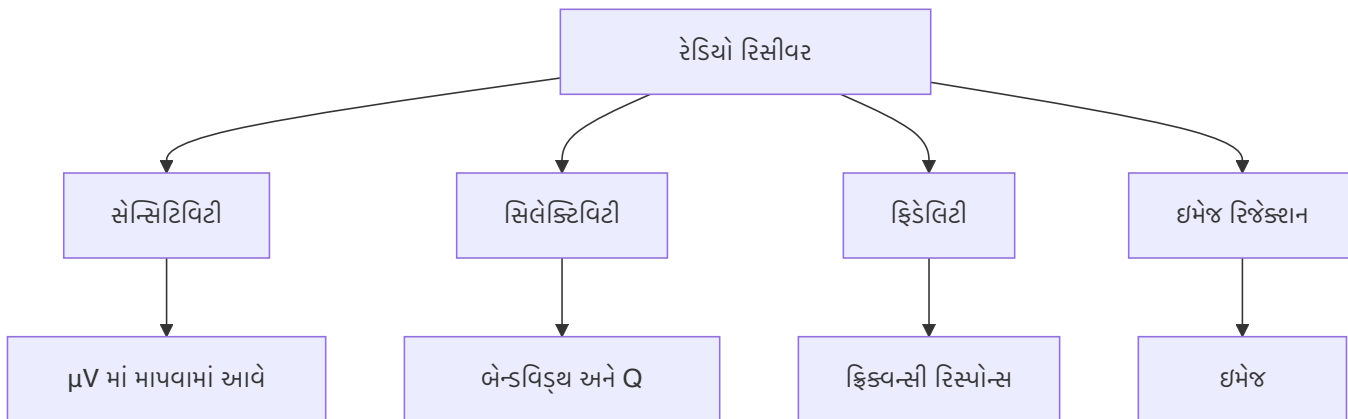 રેડિયો રિસીવર
સેન્સિટિવિટી
સિલેક્ટિવિટી
ફિડેલિટી
ઇમેજ રિજેક્શન
µV માં માપવામાં આવે
બેન્ડવિડ્થ અને Q
ફ્રિક્વન્સી રિસ્પોન્સ
ઇમેજ